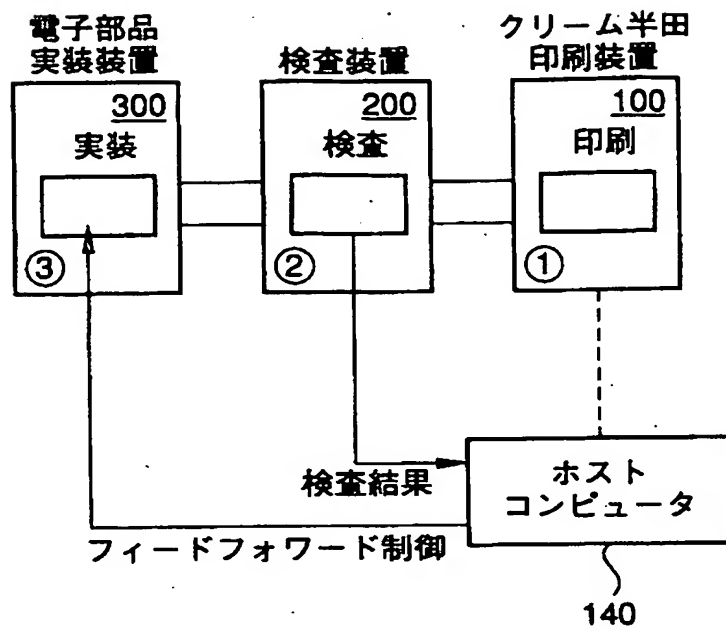 電子部品
実装装置
検査装置
クリーム半田
印刷装置
300
200
100
実装
検査
印刷
③
②
①
検査結果
ホスト
コンピュータ
フィードフォワード制御
140